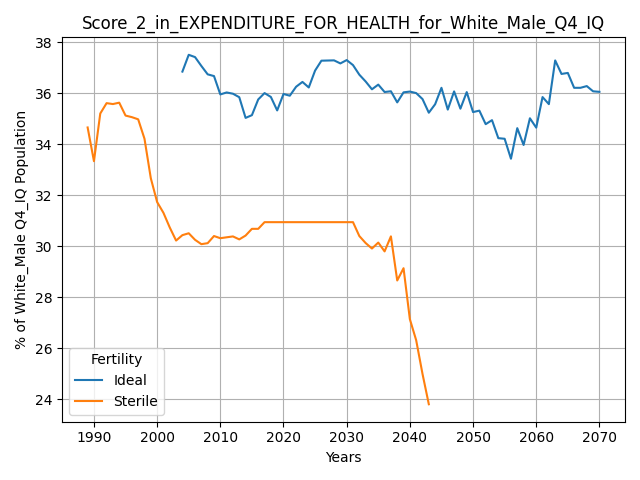 Score_2_in_EXPENDITURE_FOR_HEALTH_for_White_Male_Q4_IQ
% of White_Male Q4_IQ Population
38
36
34
32
30
28
26
24
Fertility
Ideal
Sterile
1990 2000 2010 2020 2030 2040 2050 2060 2070
Years